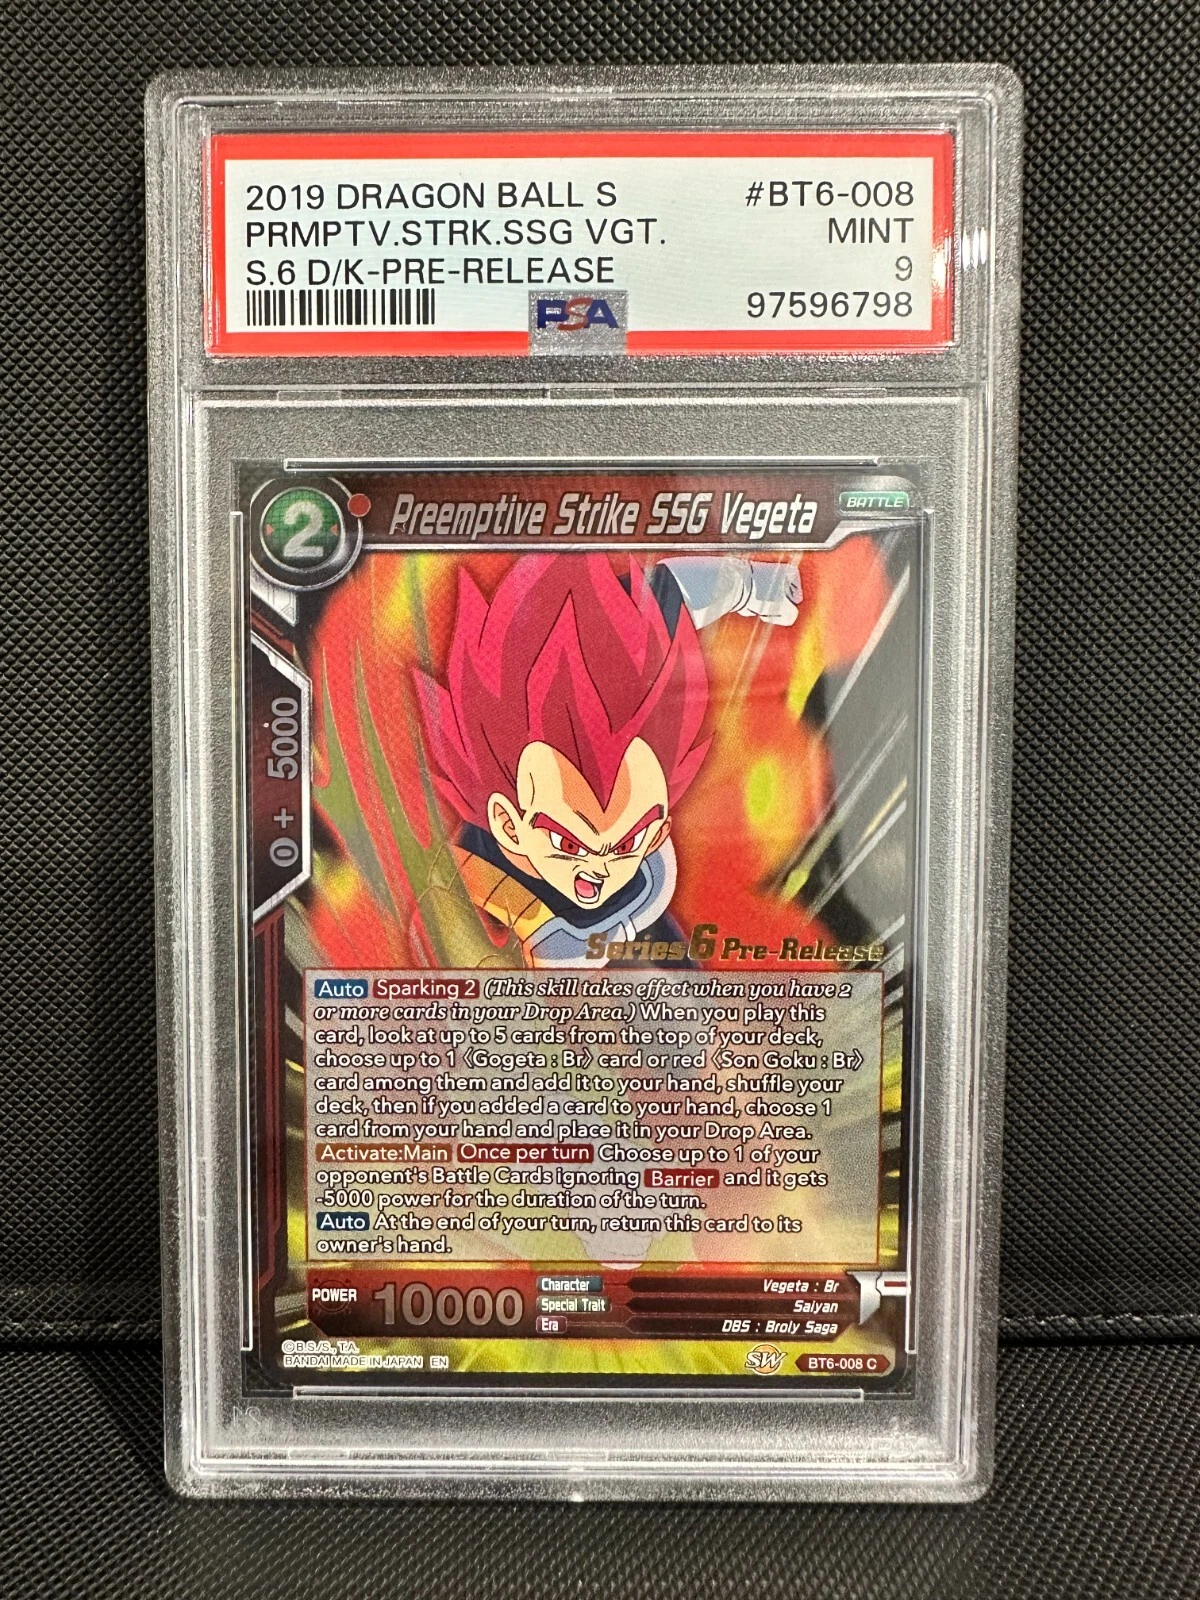 2019 DRAGON BALL S #BT6-008
PRMPTV.STRK.SSG VGT. MINT
S.6 D/K-PRE-RELEASE 9
PSA 97596798
2 Preemptive Strike SSG Vegeta BATTLE
0 + 5000
Series 6 Pre-Release
Auto Sparking 2 (This skill takes effect when you have 2
or more cards in your Drop Area.) When you play this
card, look at up to 5 cards from the top of your deck,
choose up to 1 《Gogeta : Br》 card or red 《Son Goku : Br》
card among them and add it to your hand, shuffle your
deck, then if you added a card to your hand, choose 1
card from your hand and place it in your Drop Area.
Activate:Main Once per turn Choose up to 1 of your
opponent's Battle Cards ignoring Barrier and it gets
-5000 power for the duration of the turn.
Auto At the end of your turn, return this card to its
owner's hand.
POWER 10000
Character Vegeta : Br
Special Trait Saiyan
Era DBS : Broly Saga
©B.S./S., T.A.
BANDAI MADE IN JAPAN EN SW BT6-008 C